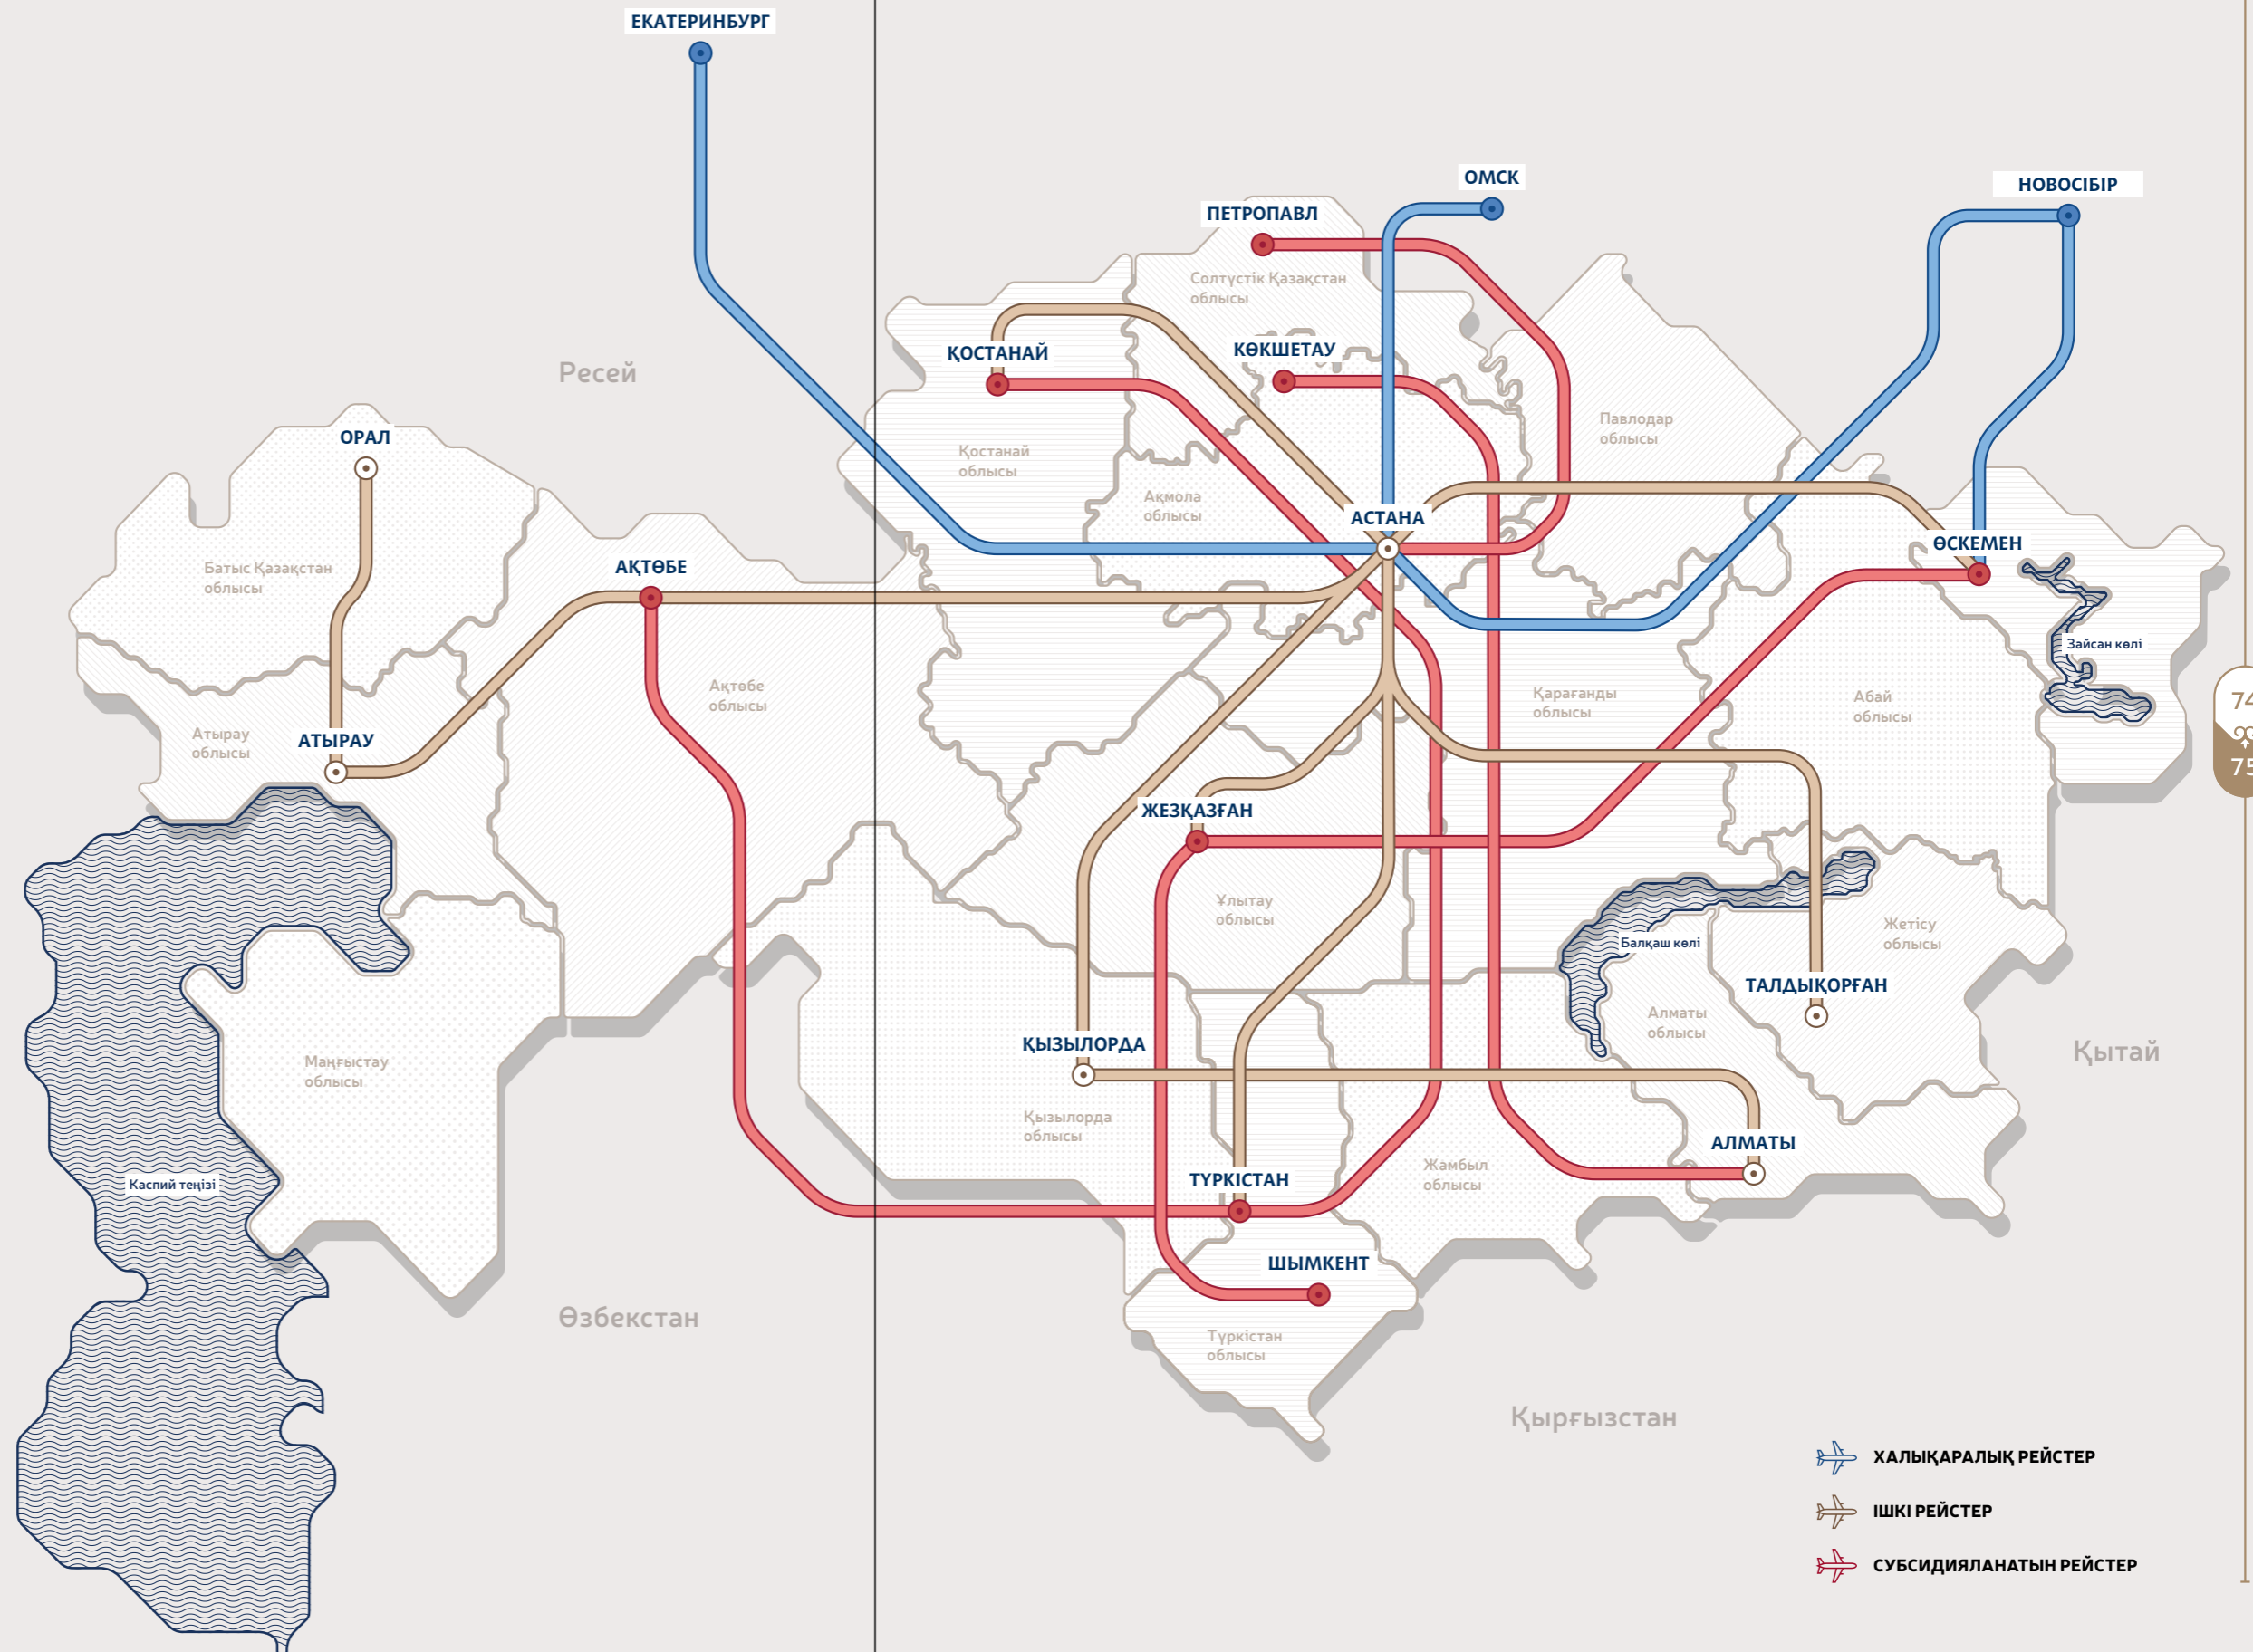 ЕКАТЕРИНБУРГ
ОМСК
НОВОСІБІР
ПЕТРОПАВЛ
Солтүстік Қазақстан
облысы
ҚОСТАНАЙ
КӨКШЕТАУ
Ресей
Павлодар
облысы
ОРАЛ
Қостанай
облысы
Ақмола
облысы
АСТАНА
ӨСКЕМЕН
Батыс Қазақстан
облысы
АҚТӨБЕ
Зайсан көлі
Ақтөбе
облысы
Қарағанды
облысы
Абай
облысы
74
75
Атырау
облысы
АТЫРАУ
ЖЕЗҚАЗҒАН
Ұлытау
облысы
Балқаш көлі
Жетісу
облысы
ТАЛДЫҚОРҒАН
Алматы
облысы
Қытай
ҚЫЗЫЛОРДА
Маңғыстау
облысы
Қызылорда
облысы
АЛМАТЫ
Жамбыл
облысы
ТҮРКІСТАН
Каспий теңізі
ШЫМКЕНТ
Өзбекстан
Түркістан
облысы
Қырғызстан
ХАЛЫҚАРАЛЫҚ РЕЙСТЕР
ІШКІ РЕЙСТЕР
СУБСИДИЯЛАНАТЫН РЕЙСТЕР